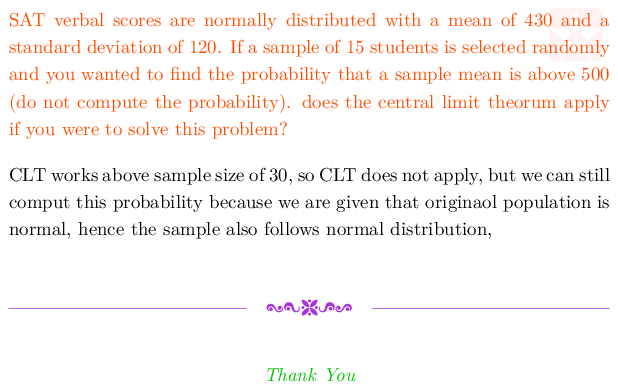 SAT verbal scores are normally distributed with a mean of 430 and a
standard deviation of 120. If a sample of 15 students is selected randomly
and you wanted to find the probability that a sample mean is above 500
(do not compute the probability). does the central limit theorum apply
if you were to solve this problem?
CLT works above sample size of 30, so CLT does not apply, but we can still
comput this probability because we are given that originaol population is
normal, hence the sample also follows normal distribution,
Thank You